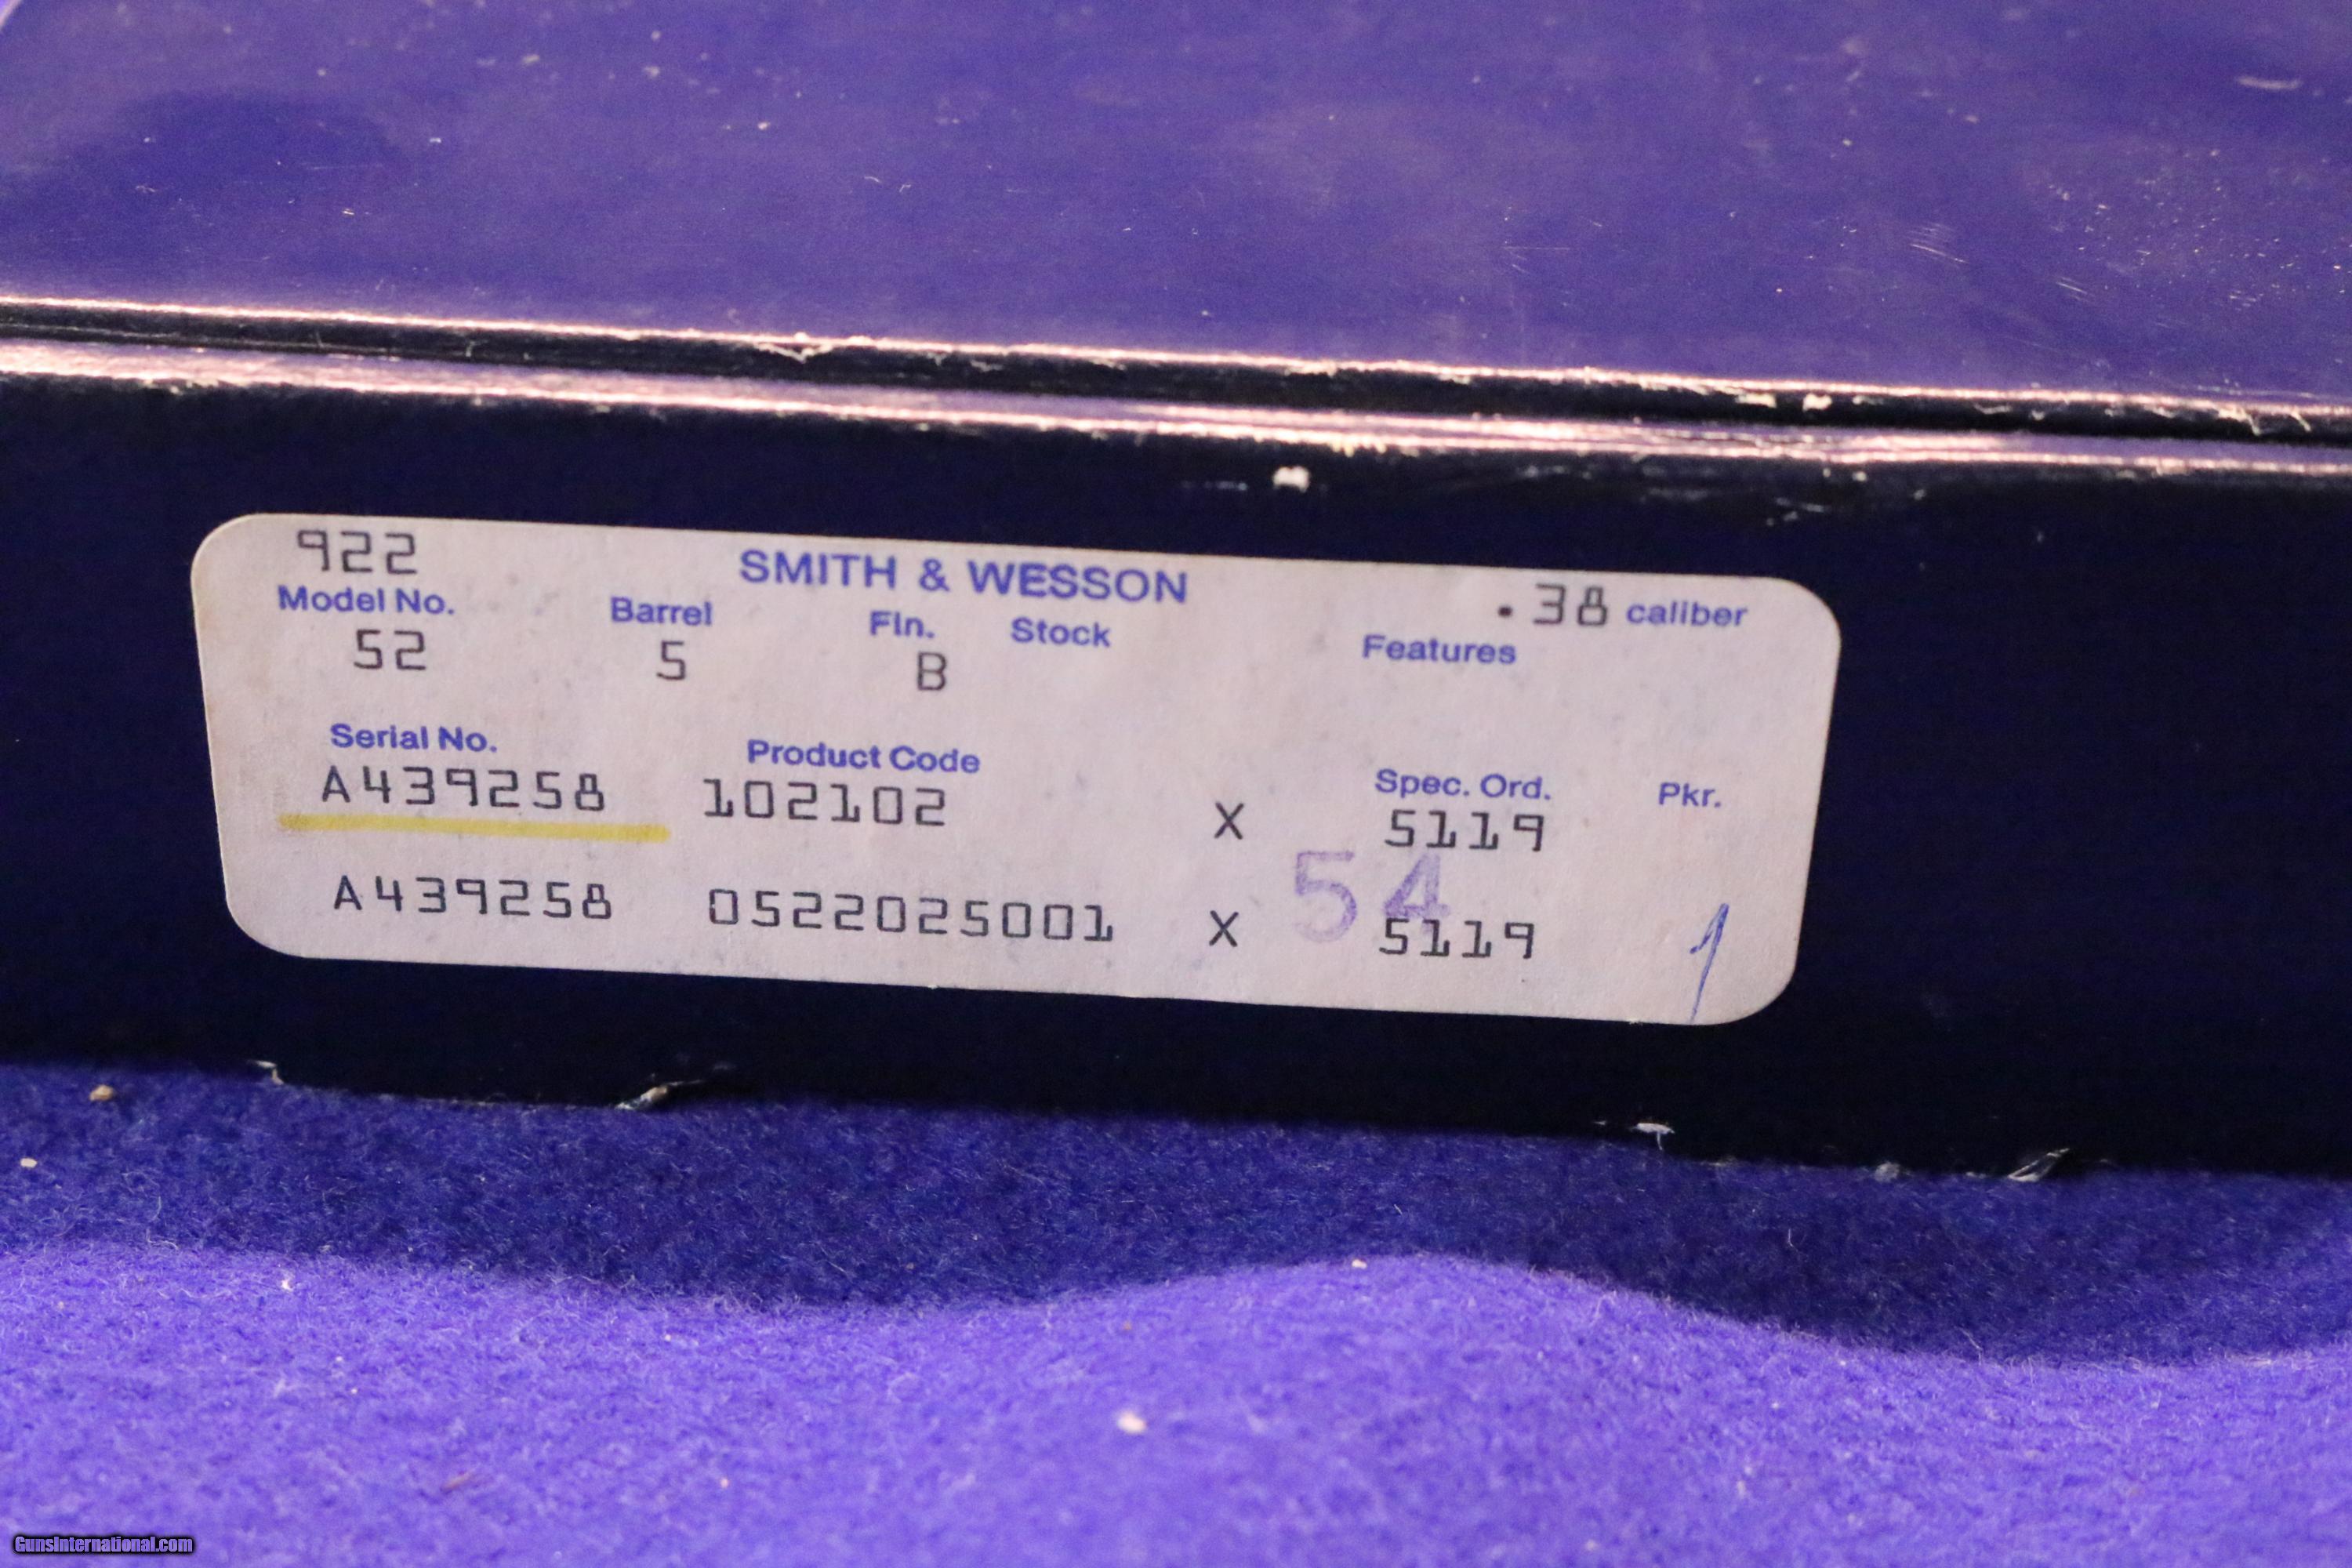 922 SMITH & WESSON .38 caliber
Model No. Barrel Fin. Stock Features
52 5 B
Serial No. Product Code Spec. Ord. Pkr.
A439258 102102 X 5119
54
A439258 0522025001 X 5119 1
GunsInternational.com